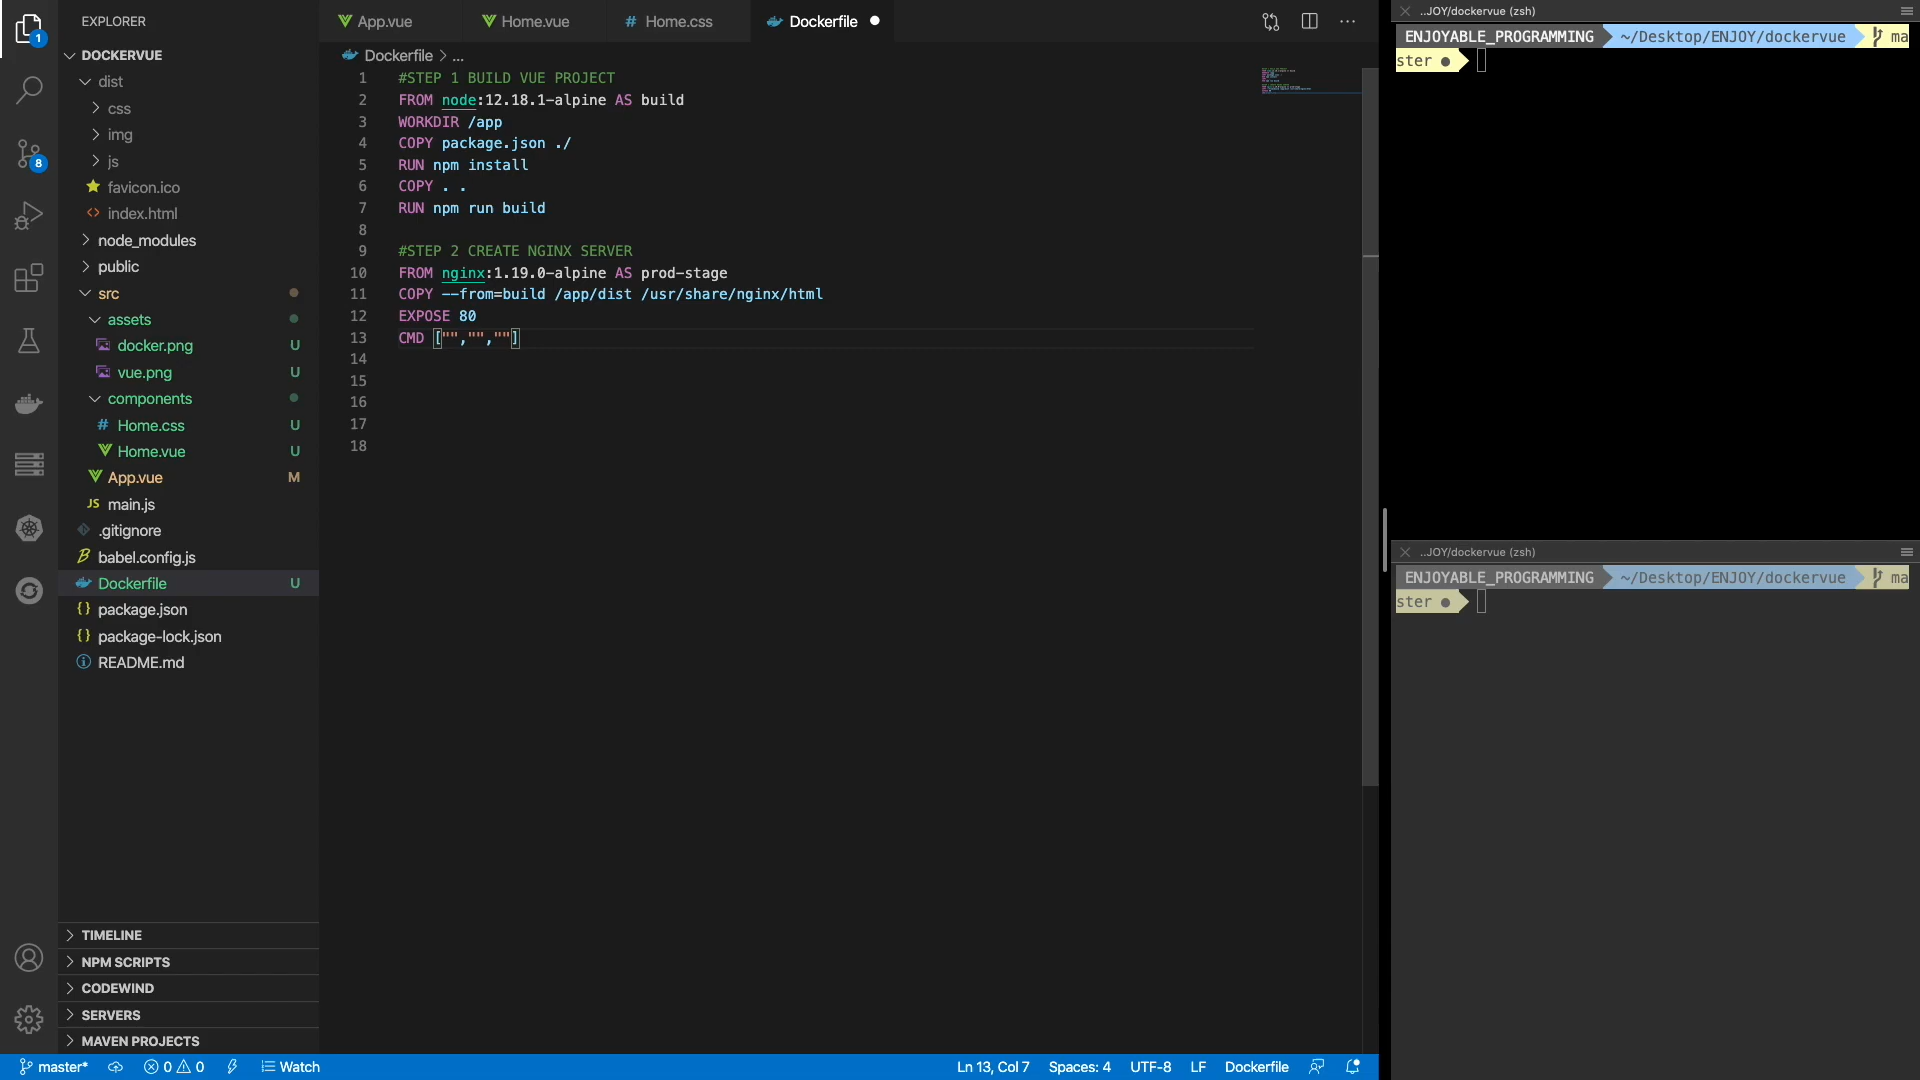 EXPLORER
DOCKERVUE
dist
css
img
js
favicon.ico
index.html
node_modules
public
src
assets
docker.png U
vue.png U
components
Home.css U
Home.vue U
App.vue M
JS main.js
.gitignore
babel.config.js
Dockerfile U
package.json
package-lock.json
README.md
TIMELINE
NPM SCRIPTS
CODEWIND
SERVERS
MAVEN PROJECTS
1
8
App.vue Home.vue # Home.css Dockerfile
Dockerfile > ...
1 #STEP 1 BUILD VUE PROJECT
2 FROM node:12.18.1-alpine AS build
3 WORKDIR /app
4 COPY package.json ./
5 RUN npm install
6 COPY . .
7 RUN npm run build
8
9 #STEP 2 CREATE NGINX SERVER
10 FROM nginx:1.19.0-alpine AS prod-stage
11 COPY --from=build /app/dist /usr/share/nginx/html
12 EXPOSE 80
13 CMD ["","",""]
14
15
16
17
18
..JOY/dockervue (zsh)
ENJOYABLE_PROGRAMMING ~/Desktop/ENJOY/dockervue ma
ster ●
..JOY/dockervue (zsh)
ENJOYABLE_PROGRAMMING ~/Desktop/ENJOY/dockervue ma
ster ●
master* 0 0 Watch Ln 13, Col 7 Spaces: 4 UTF-8 LF Dockerfile